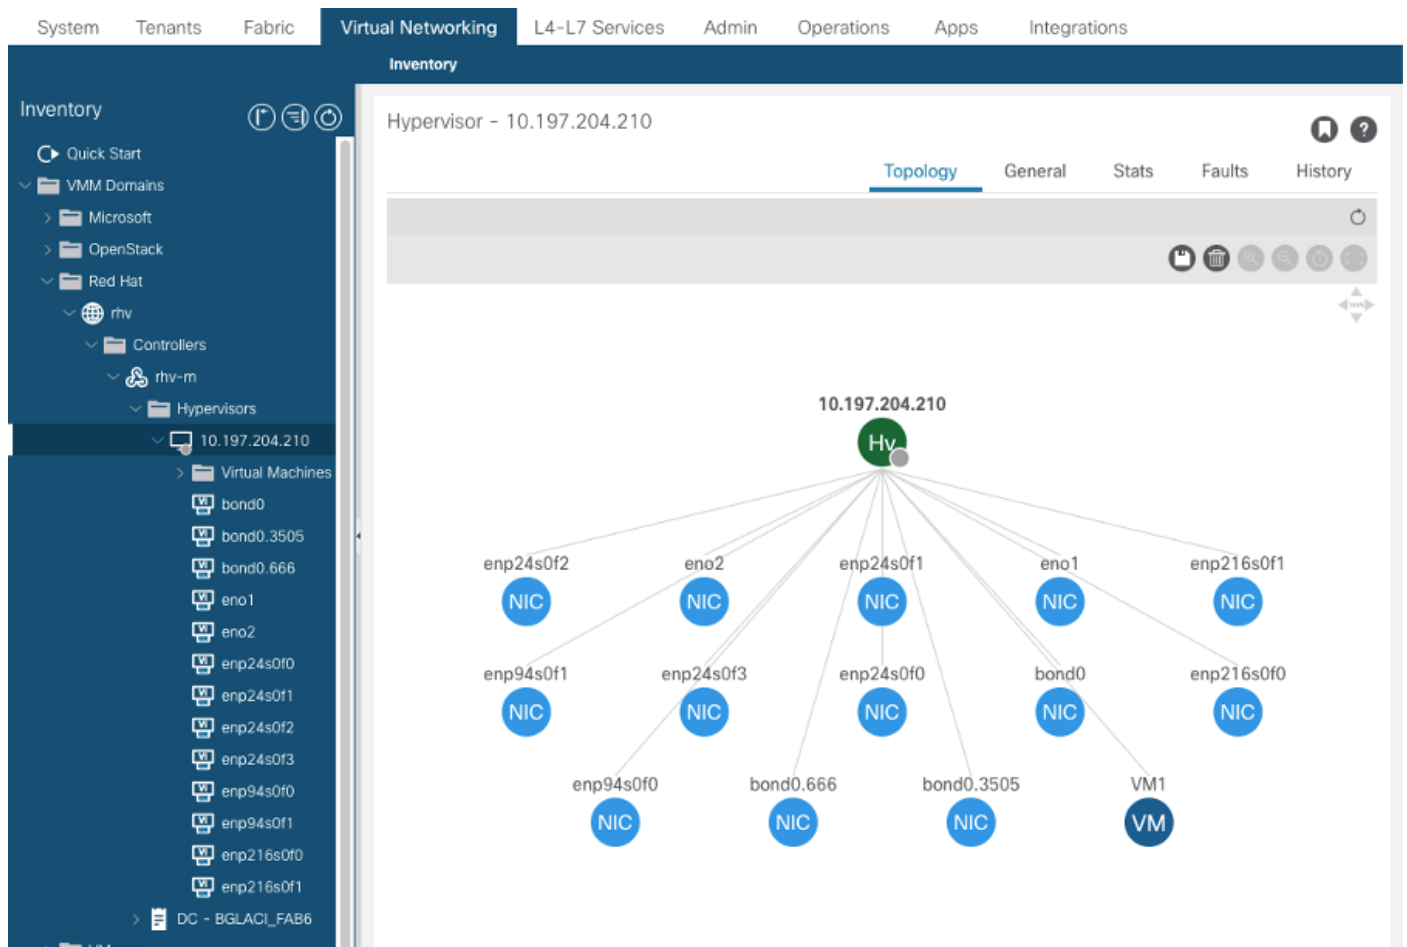 System Tenants Fabric Virtual Networking L4-L7 Services Admin Operations Apps Integrations
Inventory
Inventory
Quick Start
VMM Domains
Microsoft
OpenStack
Red Hat
rhv
Controllers
rhv-m
Hypervisors
10.197.204.210
Virtual Machines
bond0
bond0.3505
bond0.666
eno1
eno2
enp24s0f0
enp24s0f1
enp24s0f2
enp24s0f3
enp94s0f0
enp94s0f1
enp216s0f0
enp216s0f1
DC - BGLACI_FAB6
Hypervisor - 10.197.204.210
?
Topology General Stats Faults History
10.197.204.210
Hv
enp24s0f2 eno2 enp24s0f1 eno1 enp216s0f1
NIC NIC NIC NIC NIC
enp94s0f1 enp24s0f3 enp24s0f0 bond0 enp216s0f0
NIC NIC NIC NIC NIC
enp94s0f0 bond0.666 bond0.3505 VM1
NIC NIC NIC VM